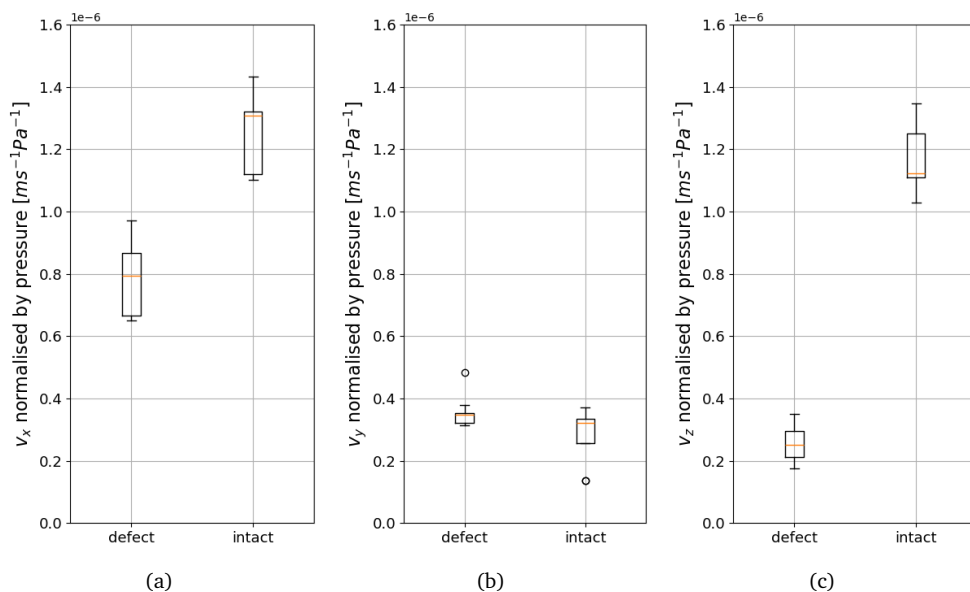 1e−6
1.6
1.4
1.2
1.0
0.8
0.6
0.4
0.2
0.0
v_x normalised by pressure [ms⁻¹Pa⁻¹]
defect intact
(a)
1e−6
1.6
1.4
1.2
1.0
0.8
0.6
0.4
0.2
0.0
v_y normalised by pressure [ms⁻¹Pa⁻¹]
defect intact
(b)
1e−6
1.6
1.4
1.2
1.0
0.8
0.6
0.4
0.2
0.0
v_z normalised by pressure [ms⁻¹Pa⁻¹]
defect intact
(c)